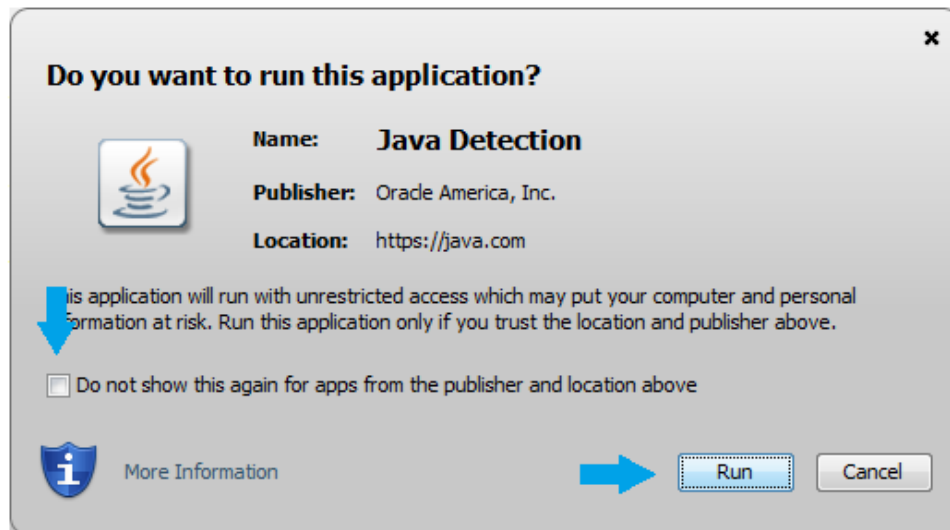 Do you want to run this application?
Name: Java Detection
Publisher: Oracle America, Inc.
Location: https://java.com
is application will run with unrestricted access which may put your computer and personal
formation at risk. Run this application only if you trust the location and publisher above.
Do not show this again for apps from the publisher and location above
More Information
Run
Cancel